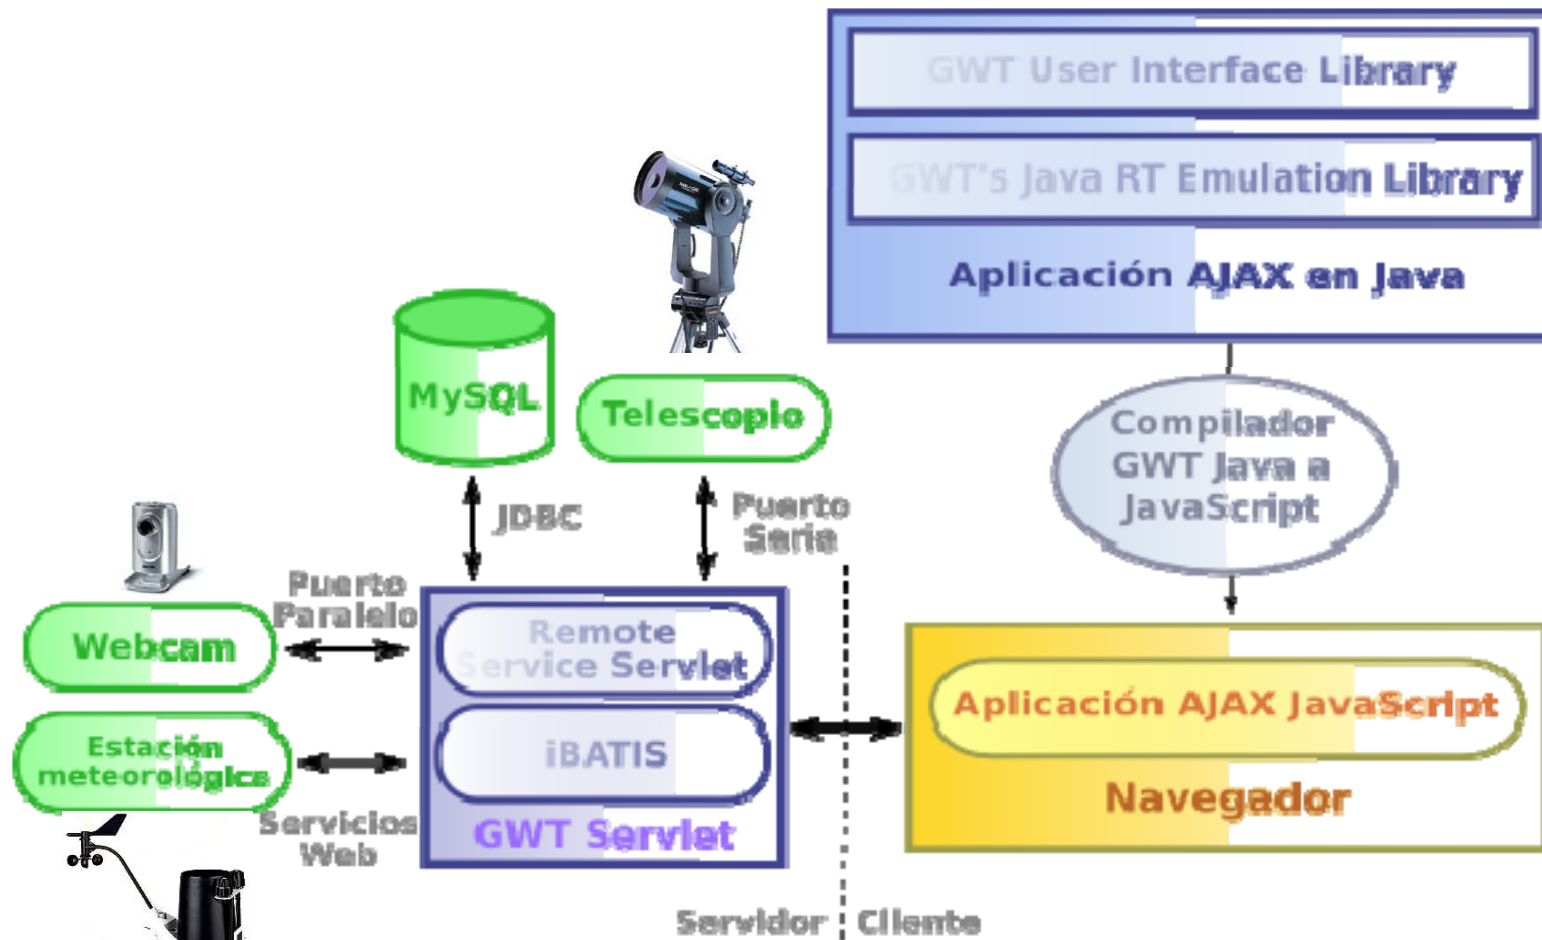 GWT User Interface Library
GWT's Java RT Emulation Library
Aplicación AJAX en Java
MySQL
Telescopio
Compilador
GWT Java a
JavaScript
JDBC
Puerto
Serie
Puerto
Paralelo
Webcam
Remote
Service Servlet
Estación
meteorológica
iBATIS
Servicios
Web
GWT Servlet
Aplicación AJAX JavaScript
Navegador
Servidor
Cliente